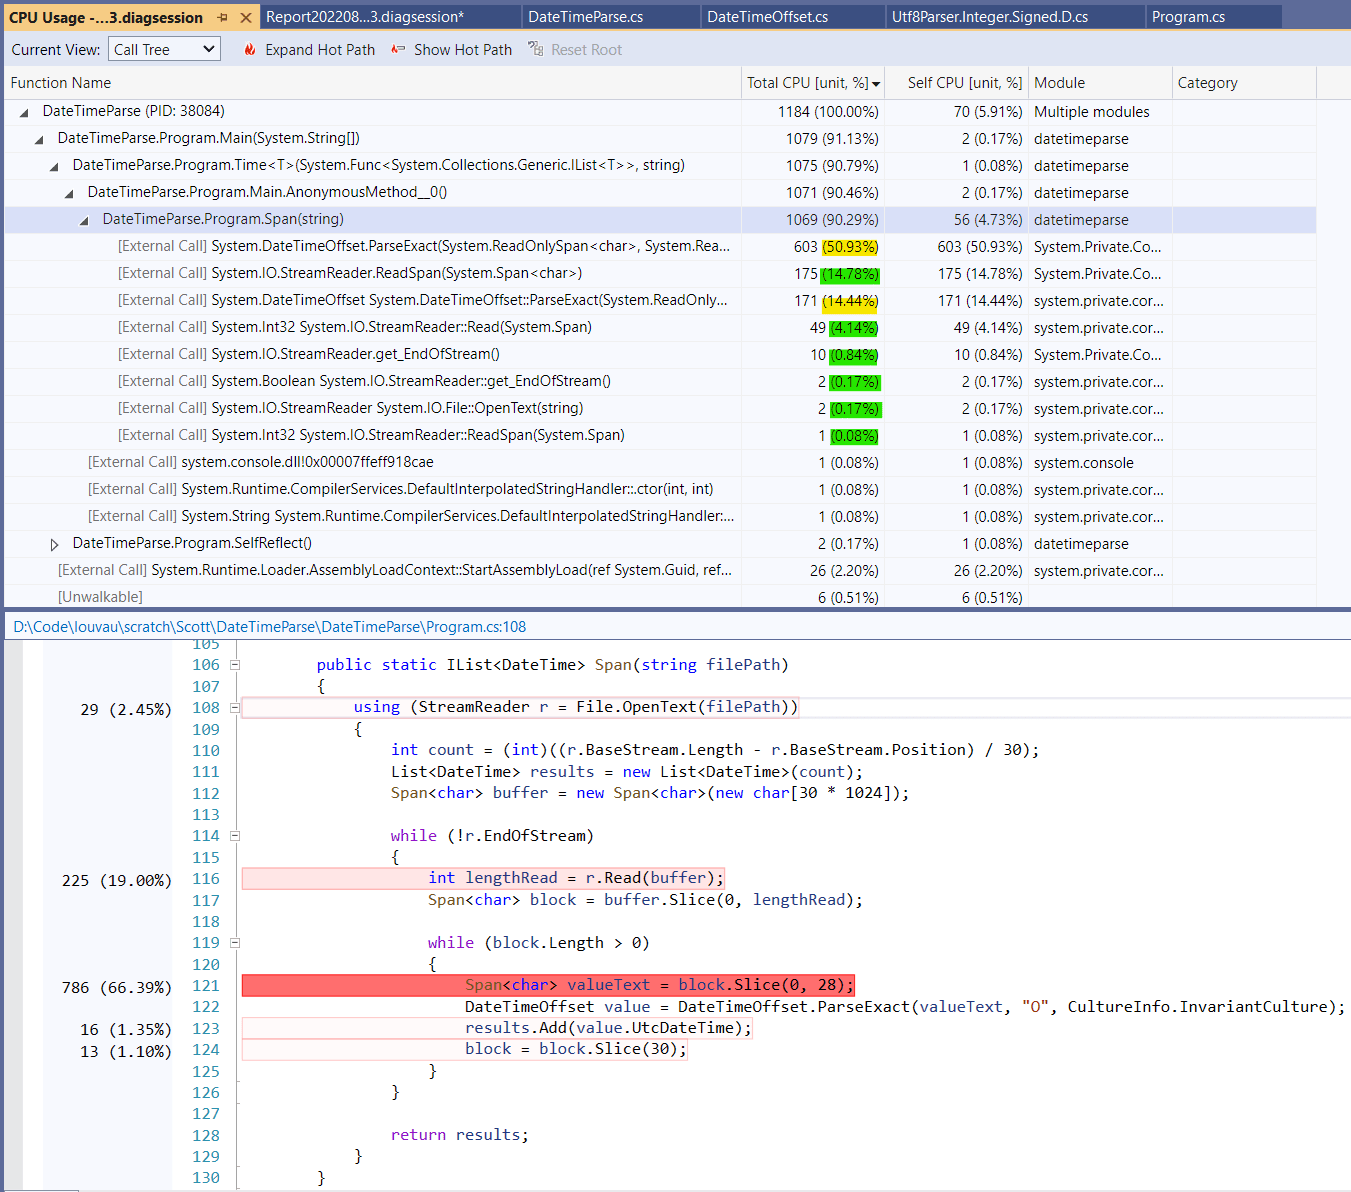 CPU Usage -...3.diagsession
Report202208...3.diagsession*
DateTimeParse.cs
DateTimeOffset.cs
Utf8Parser.Integer.Signed.D.cs
Program.cs
Current View: Call Tree Expand Hot Path Show Hot Path Reset Root
Function Name Total CPU [unit, %] Self CPU [unit, %] Module Category
DateTimeParse (PID: 38084) 1184 (100.00%) 70 (5.91%) Multiple modules
DateTimeParse.Program.Main(System.String[]) 1079 (91.13%) 2 (0.17%) datetimeparse
DateTimeParse.Program.Time<T>(System.Func<System.Collections.Generic.IList<T>>, string) 1075 (90.79%) 1 (0.08%) datetimeparse
DateTimeParse.Program.Main.AnonymousMethod__0() 1071 (90.46%) 2 (0.17%) datetimeparse
DateTimeParse.Program.Span(string) 1069 (90.29%) 56 (4.73%) datetimeparse
[External Call] System.DateTimeOffset.ParseExact(System.ReadOnlySpan<char>, System.Rea... 603 (50.93%) 603 (50.93%) System.Private.Co...
[External Call] System.IO.StreamReader.ReadSpan(System.Span<char>) 175 (14.78%) 175 (14.78%) System.Private.Co...
[External Call] System.DateTimeOffset System.DateTimeOffset::ParseExact(System.ReadOnly... 171 (14.44%) 171 (14.44%) system.private.cor...
[External Call] System.Int32 System.IO.StreamReader::Read(System.Span) 49 (4.14%) 49 (4.14%) system.private.cor...
[External Call] System.IO.StreamReader.get_EndOfStream() 10 (0.84%) 10 (0.84%) System.Private.Co...
[External Call] System.Boolean System.IO.StreamReader::get_EndOfStream() 2 (0.17%) 2 (0.17%) system.private.cor...
[External Call] System.IO.StreamReader System.IO.File::OpenText(string) 2 (0.17%) 2 (0.17%) system.private.cor...
[External Call] System.Int32 System.IO.StreamReader::ReadSpan(System.Span) 1 (0.08%) 1 (0.08%) system.private.cor...
[External Call] system.console.dll!0x00007ffeff918cae 1 (0.08%) 1 (0.08%) system.console
[External Call] System.Runtime.CompilerServices.DefaultInterpolatedStringHandler::.ctor(int, int) 1 (0.08%) 1 (0.08%) system.private.cor...
[External Call] System.String System.Runtime.CompilerServices.DefaultInterpolatedStringHandler:... 1 (0.08%) 1 (0.08%) system.private.cor...
DateTimeParse.Program.SelfReflect() 2 (0.17%) 1 (0.08%) datetimeparse
[External Call] System.Runtime.Loader.AssemblyLoadContext::StartAssemblyLoad(ref System.Guid, ref... 26 (2.20%) 26 (2.20%) system.private.cor...
[Unwalkable] 6 (0.51%) 6 (0.51%)
D:\Code\louvau\scratch\Scott\DateTimeParse\DateTimeParse\Program.cs:108
105
106 public static IList<DateTime> Span(string filePath)
107 {
29 (2.45%) 108 using (StreamReader r = File.OpenText(filePath))
109 {
110 int count = (int)((r.BaseStream.Length - r.BaseStream.Position) / 30);
111 List<DateTime> results = new List<DateTime>(count);
112 Span<char> buffer = new Span<char>(new char[30 * 1024]);
113
114 while (!r.EndOfStream)
115 {
225 (19.00%) 116 int lengthRead = r.Read(buffer);
117 Span<char> block = buffer.Slice(0, lengthRead);
118
119 while (block.Length > 0)
120 {
786 (66.39%) 121 Span<char> valueText = block.Slice(0, 28);
122 DateTimeOffset value = DateTimeOffset.ParseExact(valueText, "O", CultureInfo.InvariantCulture);
16 (1.35%) 123 results.Add(value.UtcDateTime);
13 (1.10%) 124 block = block.Slice(30);
125 }
126 }
127
128 return results;
129 }
130 }